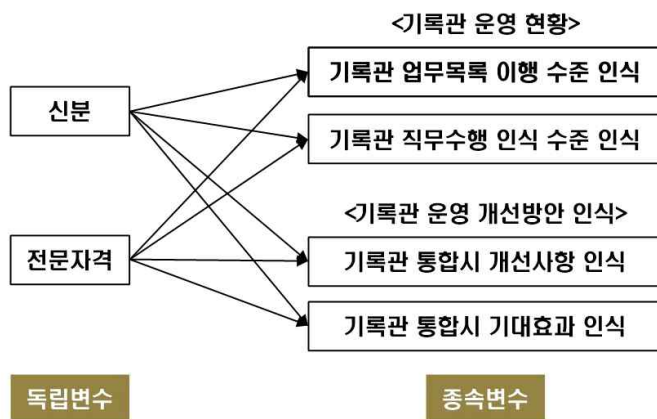 <기록관 운영 현황>
기록관 업무목록 이행 수준 인식
신분
기록관 직무수행 인식 수준 인식
<기록관 운영 개선방안 인식>
전문자격
기록관 통합시 개선사항 인식
기록관 통합시 기대효과 인식
독립변수
종속변수